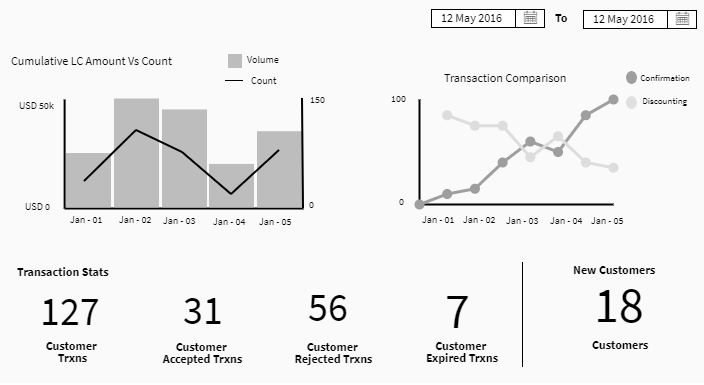 12 May 2016
To
12 May 2016
Cumulative LC Amount Vs Count
Volume
Count
USD 50k
150
USD 0
0
Jan - 01
Jan - 02
Jan - 03
Jan - 04
Jan - 05
Transaction Comparison
Confirmation
Discounting
100
0
Jan - 01
Jan - 02
Jan - 03
Jan - 04
Jan - 05
Transaction Stats
127
Customer
Trxns
31
Customer
Accepted Trxns
56
Customer
Rejected Trxns
7
Customer
Expired Trxns
New Customers
18
Customers